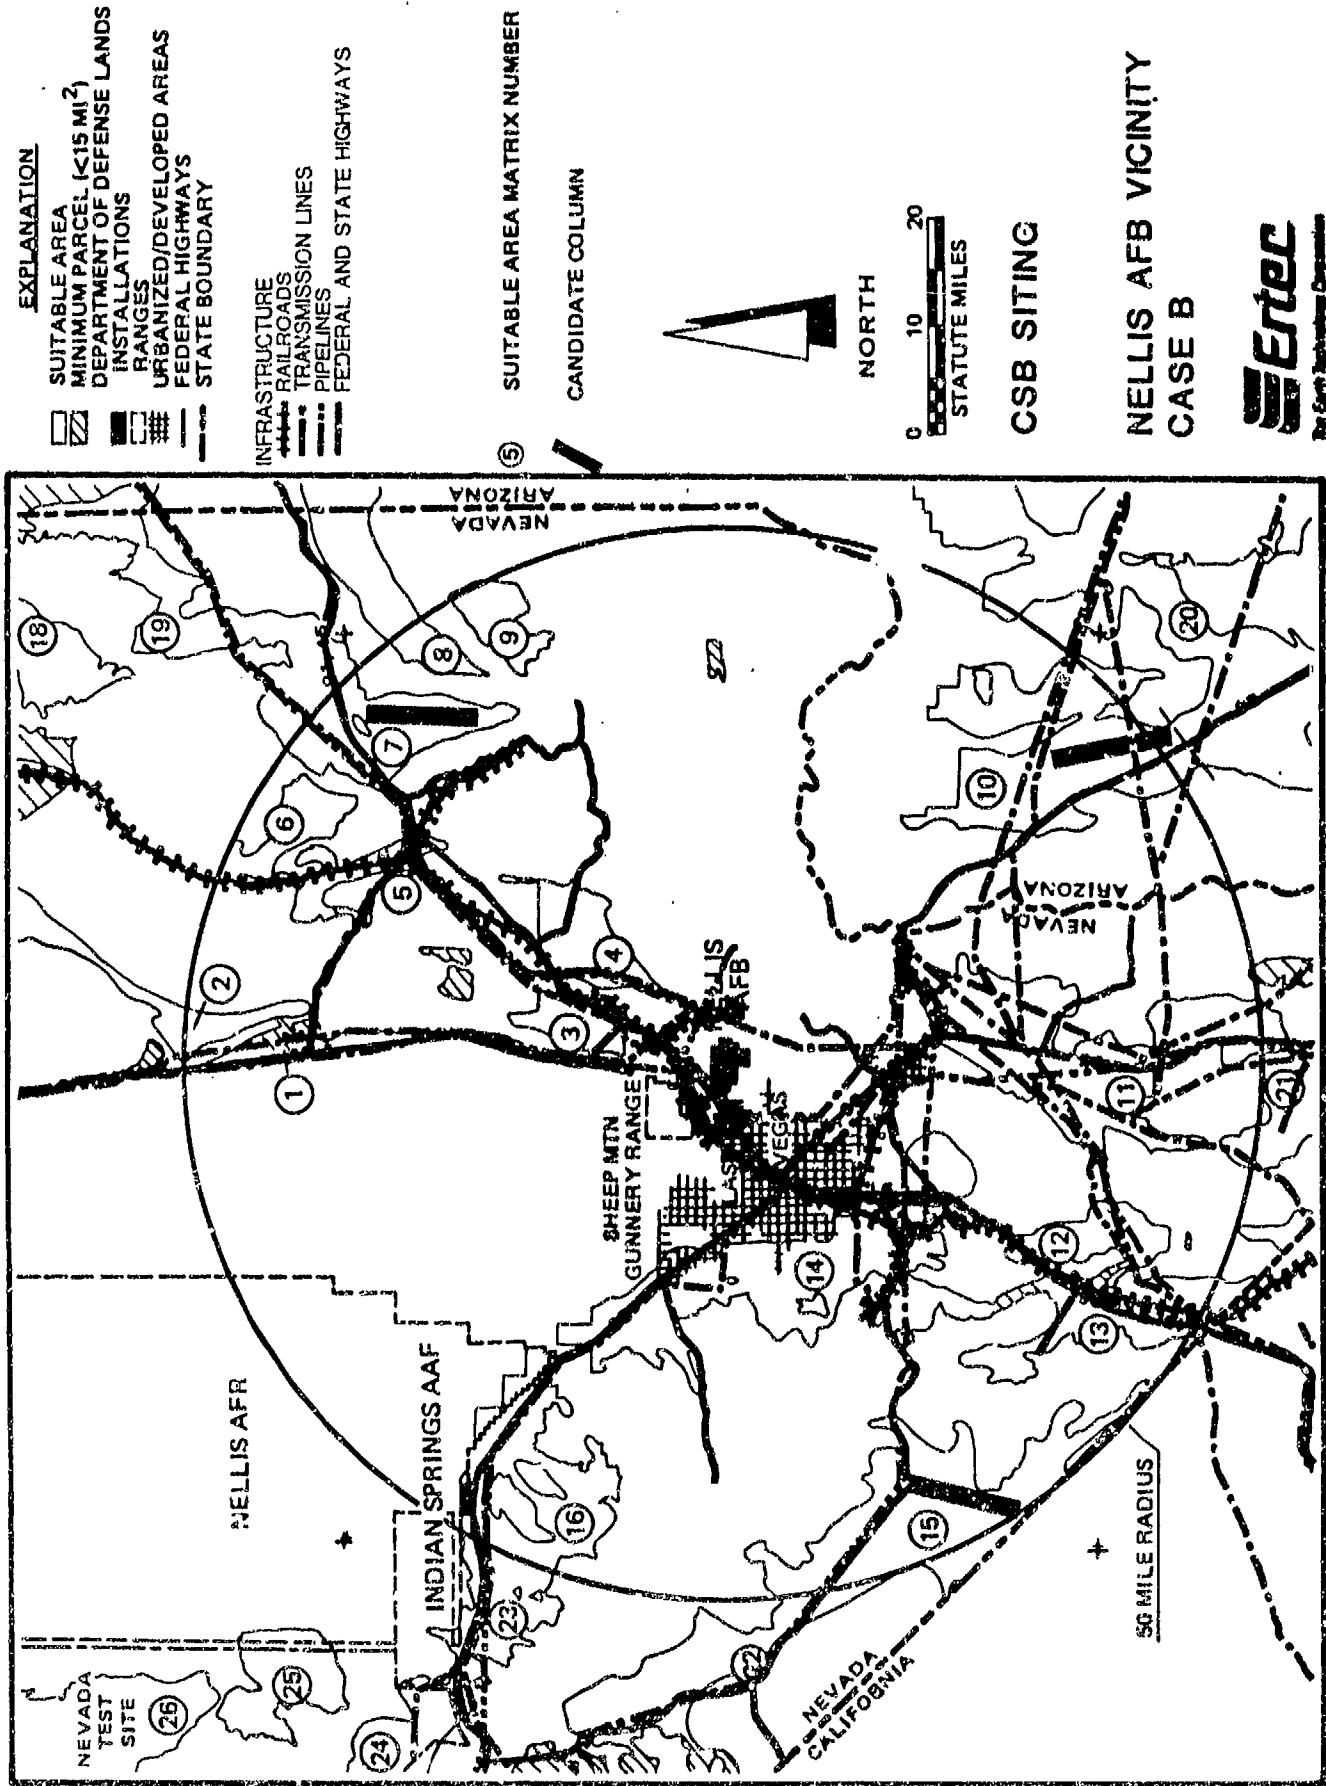 EXPLANATION
SUITABLE AREA
MINIMUM PARCEL (<15 MI²)
DEPARTMENT OF DEFENSE LANDS
INSTALLATIONS
RANGES
URBANIZED/DEVELOPED AREAS
FEDERAL HIGHWAYS
STATE BOUNDARY
INFRASTRUCTURE
RAILROADS
TRANSMISSION LINES
PIPELINES
FEDERAL AND STATE HIGHWAYS
5 SUITABLE AREA MATRIX NUMBER
CANDIDATE COLUMN
NORTH
0 10 20
STATUTE MILES
CSB SITING
NELLIS AFB VICINITY
CASE B
Ertec
The Earth Technology Corporation
NEVADA
TEST
SITE
26
25
24
NELLIS AFR
INDIAN SPRINGS AAF
23
16
22
NEVADA
CALIFORNIA
15
50 MILE RADIUS
SHEEP MTN
GUNNERY RANGE
LAS
VEGAS
14
13
12
1
2
3
4
NELLIS
AFB
5
6
7
8
9
18
19
NEVADA
ARIZONA
10
NEVADA
ARIZONA
11
21
20